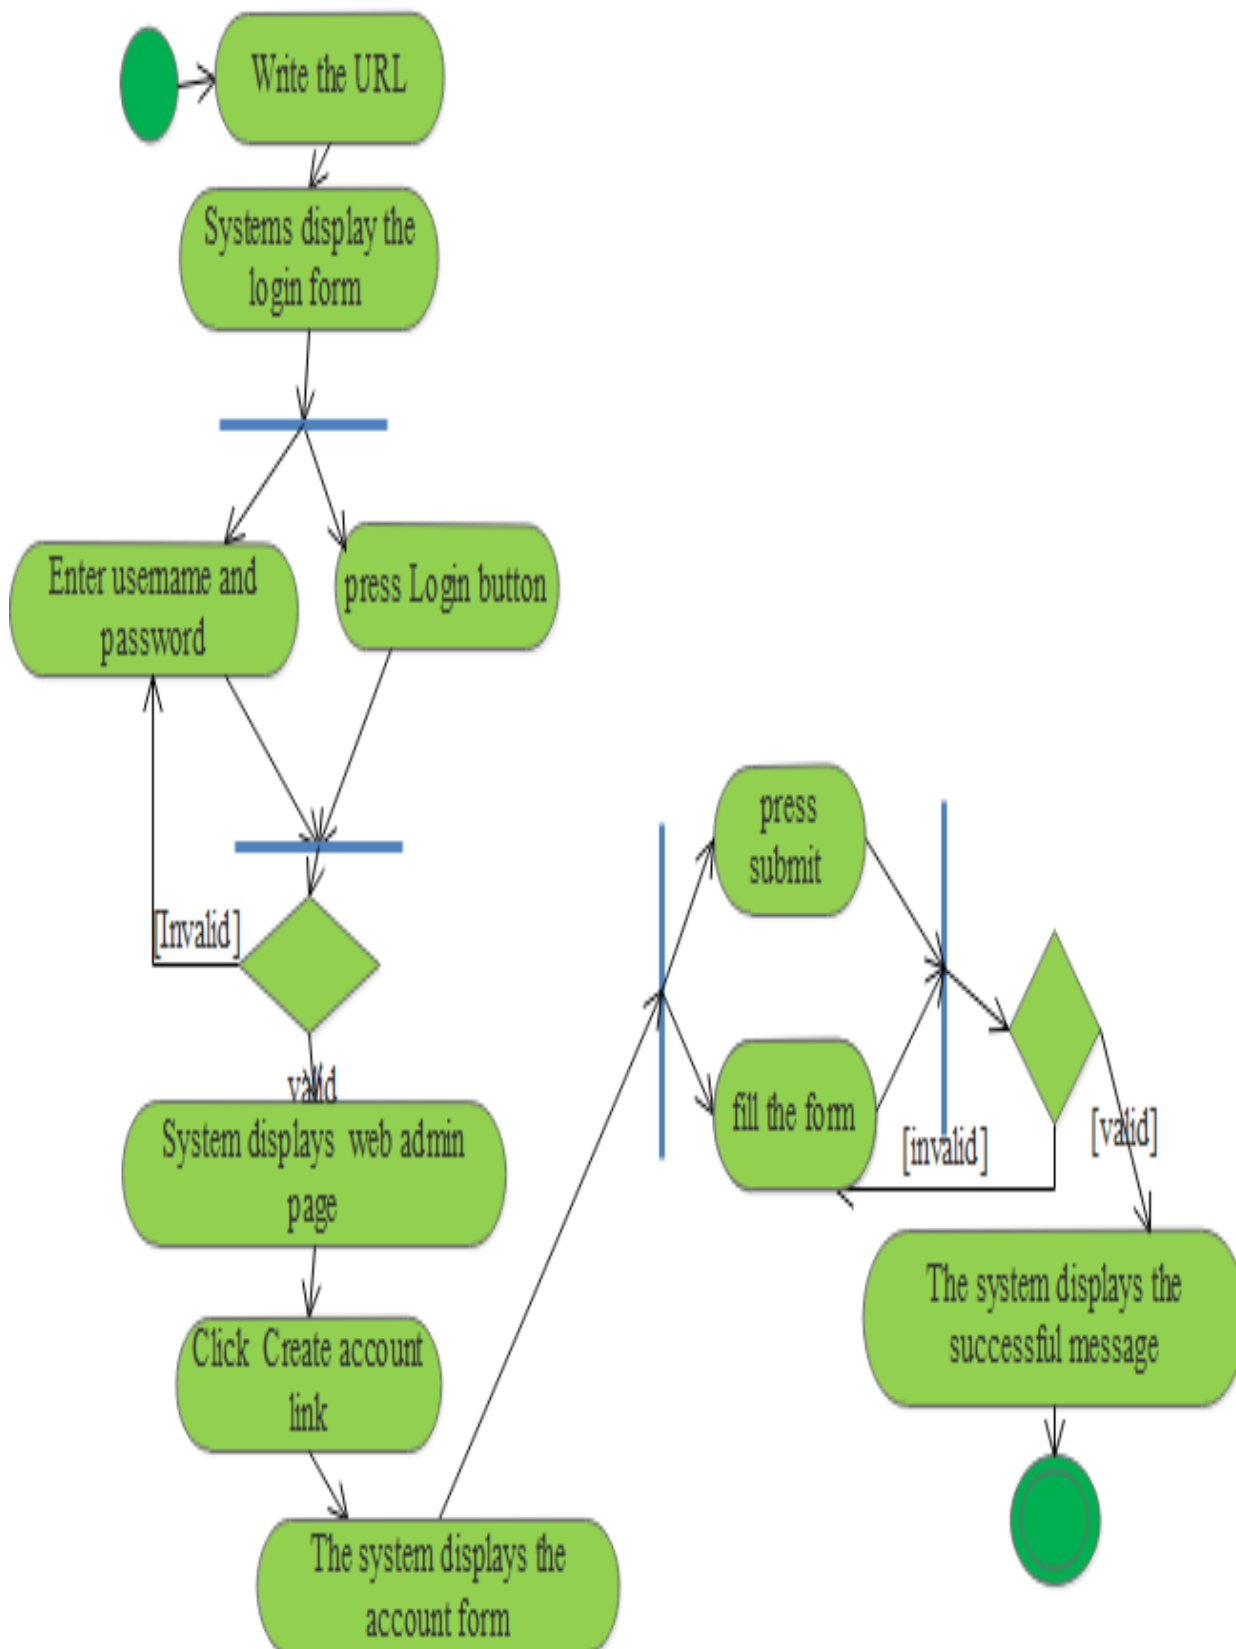 Write the URL
Systems display the
login form
Enter username and
password
press Login button
[Invalid]
valid
System displays web admin
page
Click Create account
link
The system displays the
account form
press
submit
fill the form
[invalid]
[valid]
The system displays the
successful message